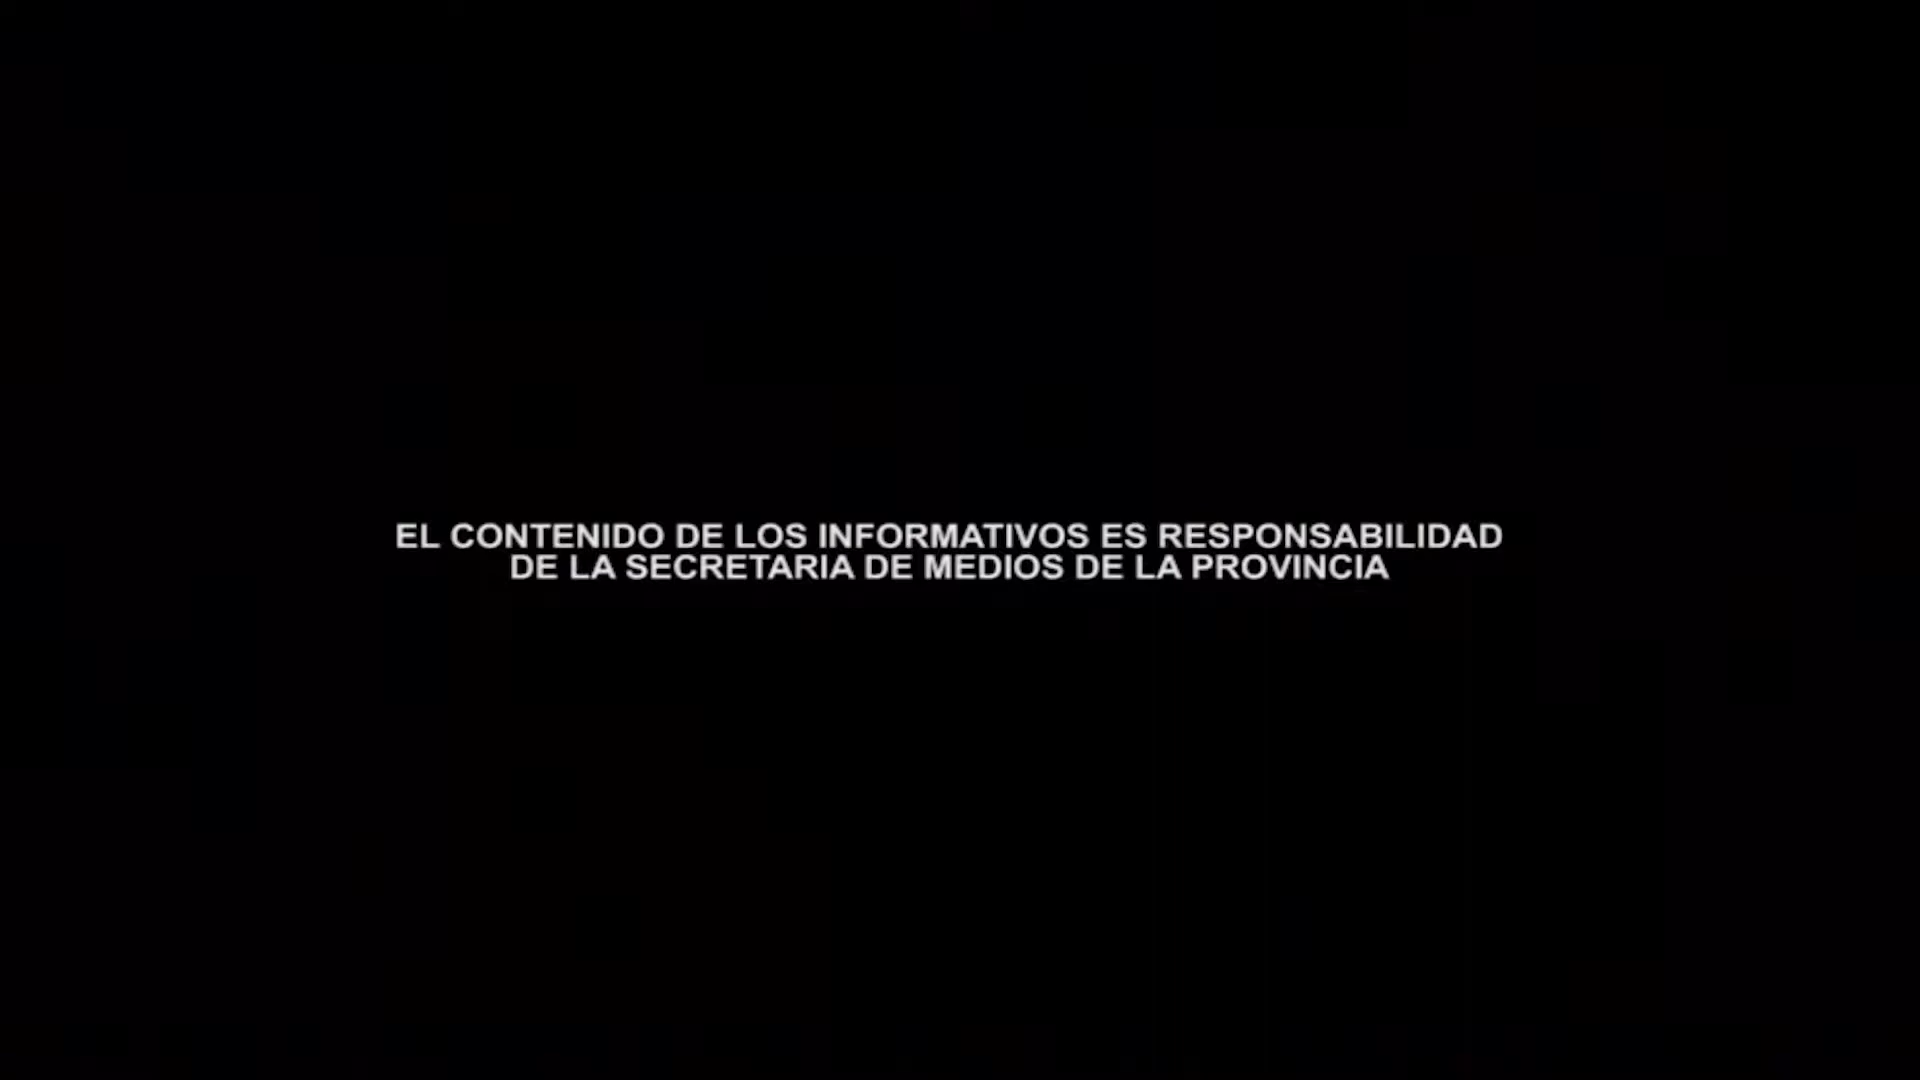 EL CONTENIDO DE LOS INFORMATIVOS ES RESPONSABILIDAD
DE LA SECRETARIA DE MEDIOS DE LA PROVINCIA